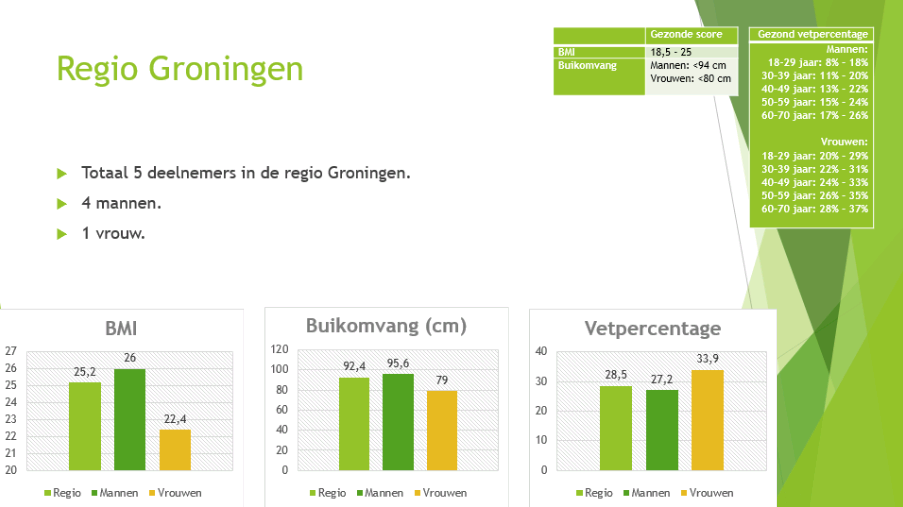 Regio Groningen
Gezonde score
BMI 18,5 - 25
Buikomvang Mannen: <94 cm
Vrouwen: <80 cm
Gezond vetpercentage
Mannen:
18-29 jaar: 8% - 18%
30-39 jaar: 11% - 20%
40-49 jaar: 13% - 22%
50-59 jaar: 15% - 24%
60-70 jaar: 17% - 26%
Vrouwen:
18-29 jaar: 20% - 29%
30-39 jaar: 22% - 31%
40-49 jaar: 24% - 33%
50-59 jaar: 26% - 35%
60-70 jaar: 28% - 37%
Totaal 5 deelnemers in de regio Groningen.
4 mannen.
1 vrouw.
BMI
27
26
25
24
23
22
21
20
25,2
26
22,4
Regio Mannen Vrouwen
Buikomvang (cm)
120
100
80
60
40
20
0
92,4
95,6
79
Regio Mannen Vrouwen
Vetpercentage
40
30
20
10
0
28,5
27,2
33,9
Regio Mannen Vrouwen